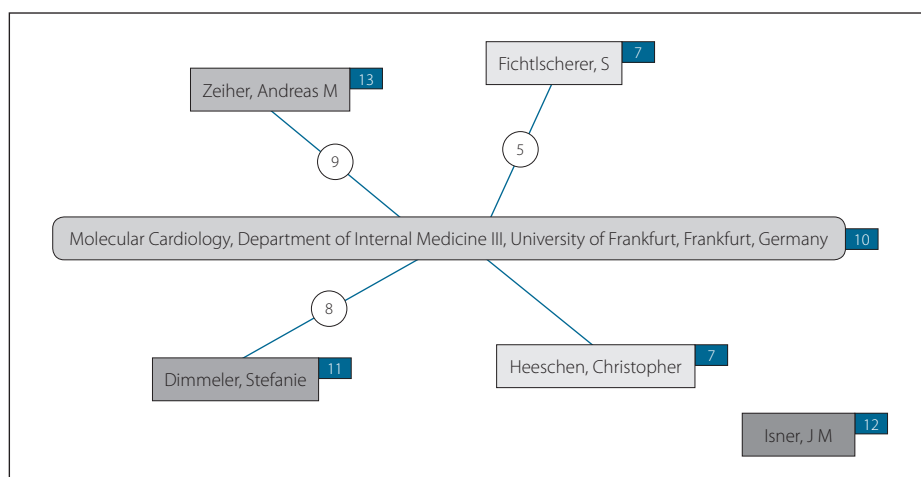 7
Fichtlscherer, S
13
Zeiher, Andreas M
9
5
Molecular Cardiology, Department of Internal Medicine III, University of Frankfurt, Frankfurt, Germany
10
8
7
Heeschen, Christopher
11
Dimmeler, Stefanie
12
Isner, J M